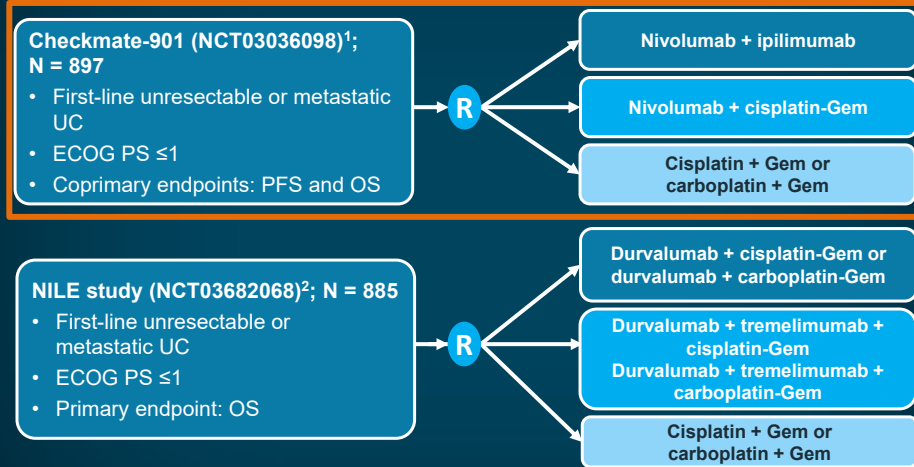 Checkmate-901 (NCT03036098)1;
N = 897
• First-line unresectable or metastatic
UC
• ECOG PS ≤1
• Coprimary endpoints: PFS and OS
R
Nivolumab + ipilimumab
Nivolumab + cisplatin-Gem
Cisplatin + Gem or
carboplatin + Gem
NILE study (NCT03682068)2; N = 885
• First-line unresectable or
metastatic UC
• ECOG PS ≤1
• Primary endpoint: OS
R
Durvalumab + cisplatin-Gem or
durvalumab + carboplatin-Gem
Durvalumab + tremelimumab +
cisplatin-Gem
Durvalumab + tremelimumab +
carboplatin-Gem
Cisplatin + Gem or
carboplatin + Gem